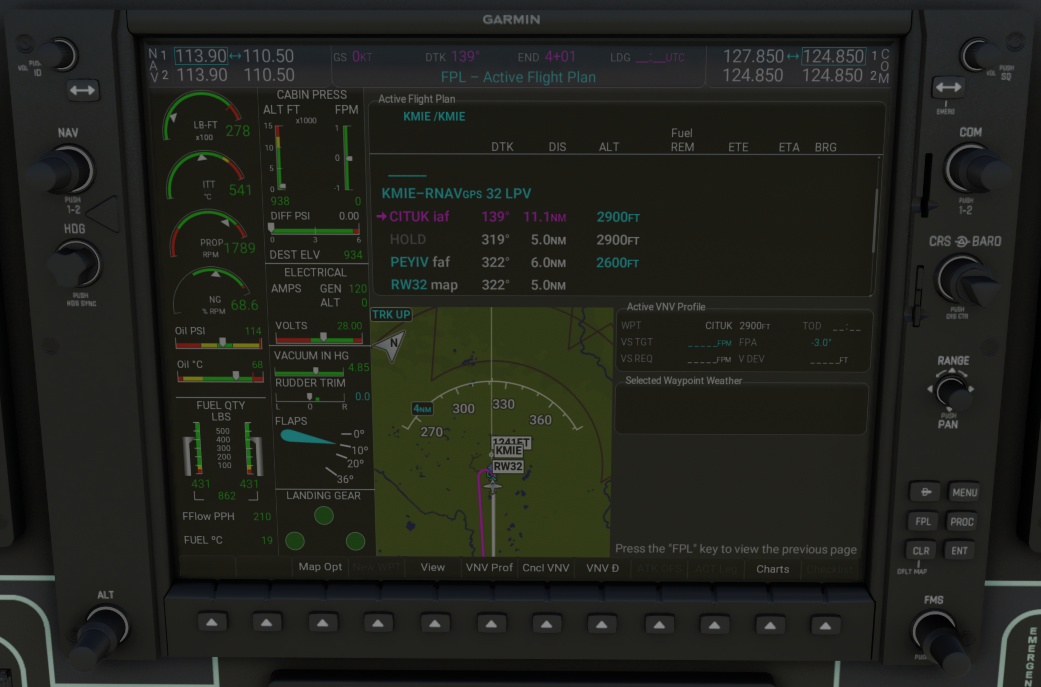 GARMIN
NAV 1 113.90↔110.50 GS 0KT DTK 139° END 4+01 LDG __:__UTC 127.850↔124.850 1 COM
2 113.90 110.50 FPL – Active Flight Plan 124.850 124.850 2
VOL PUSH ID
PUSH SQ
EMERG
NAV
PUSH
1-2
HDG
PUSH
HDG SYNC
ALT
COM
PUSH
1-2
CRS BARO
PUSH
CRS CTR
RANGE
PUSH
PAN
MENU
FPL PROC
CLR ENT
DFLT MAP
FMS
LB-FT
x100
278
ITT
°C
541
PROP
RPM
1789
NG
% RPM
68.6
Oil PSI 114
Oil °C 68
FUEL QTY
LBS
500
400
300
200
100
431 431
862
FFlow PPH 210
FUEL °C 19
CABIN PRESS
ALT FT FPM
x1000
15 1
10
0
5
0 -1
938 0
DIFF PSI 0.00
0 3 6
DEST ELV 934
ELECTRICAL
AMPS GEN 120
ALT 0
VOLTS 28.00
VACUUM IN HG
4.85
RUDDER TRIM
0.0
L 0 R
FLAPS
0°
10°
20°
36°
LANDING GEAR
Active Flight Plan
KMIE /KMIE
Fuel
DTK DIS ALT REM ETE ETA BRG
KMIE–RNAVGPS 32 LPV
➔CITUK iaf 139° 11.1NM 2900FT
HOLD 319° 5.0NM 2900FT
PEYIV faf 322° 6.0NM 2600FT
RW32 map 322° 5.0NM
TRK UP
N
4NM
270
300
330
360
1241FT
KMIE
RW32
Active VNV Profile
WPT CITUK 2900FT TOD __:__
VS TGT _____FPM FPA -3.0°
VS REQ _____FPM V DEV _____FT
Selected Waypoint Weather
Press the "FPL" key to view the previous page
Map Opt New WPT View VNV Prof Cncl VNV VNV Đ ATK OFS ACT Leg Charts Checklist
EMERGEN